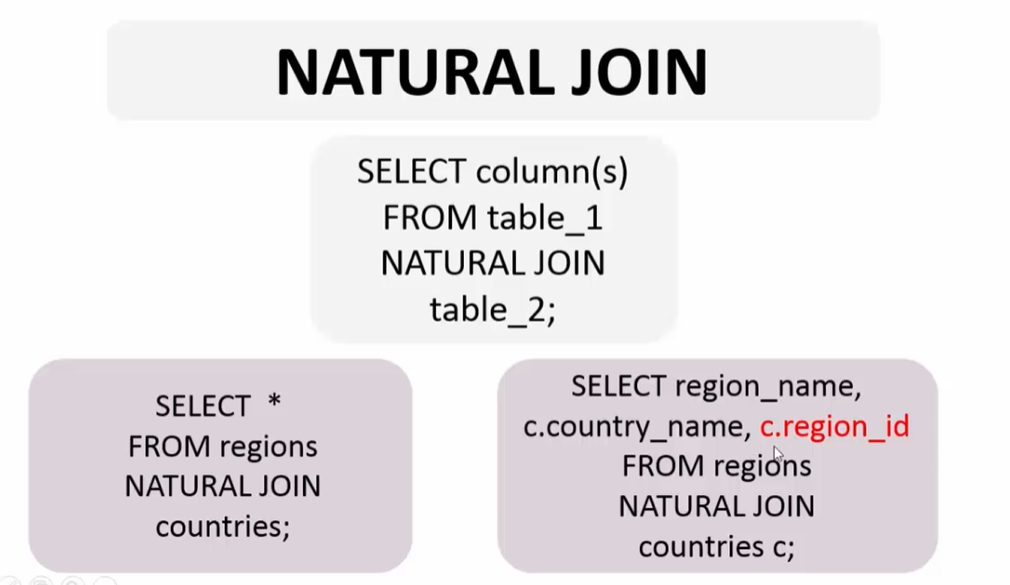 NATURAL JOIN
SELECT column(s)
FROM table_1
NATURAL JOIN
table_2;
SELECT *
FROM regions
NATURAL JOIN
countries;
SELECT region_name,
c.country_name, c.region_id
FROM regions
NATURAL JOIN
countries c;